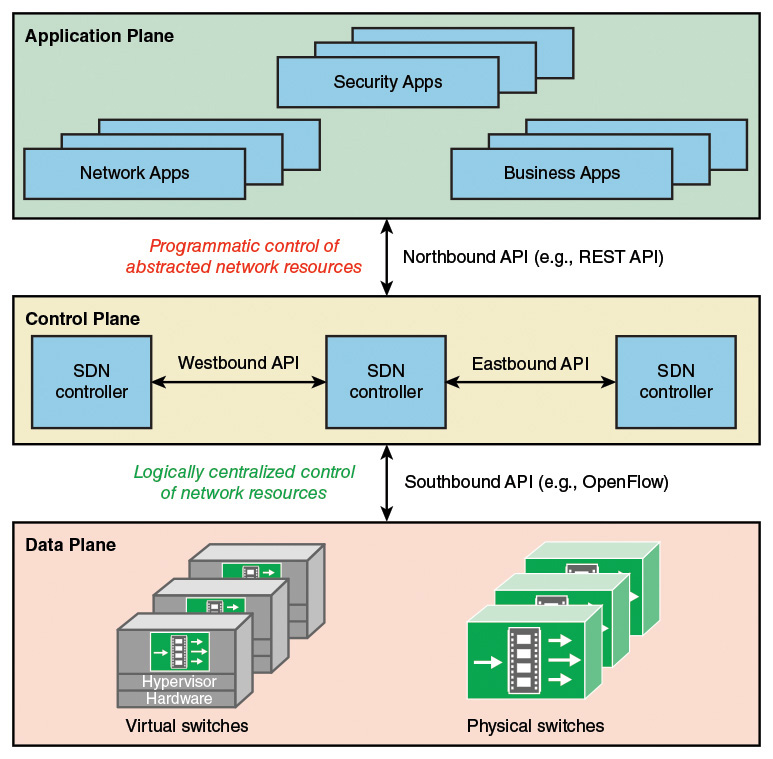 Application Plane
Security Apps
Network Apps
Business Apps
Programmatic control of
abstracted network resources
Northbound API (e.g., REST API)
Control Plane
SDN
controller
Westbound API
SDN
controller
Eastbound API
SDN
controller
Logically centralized control
of network resources
Southbound API (e.g., OpenFlow)
Data Plane
Hypervisor
Hardware
Virtual switches
Physical switches